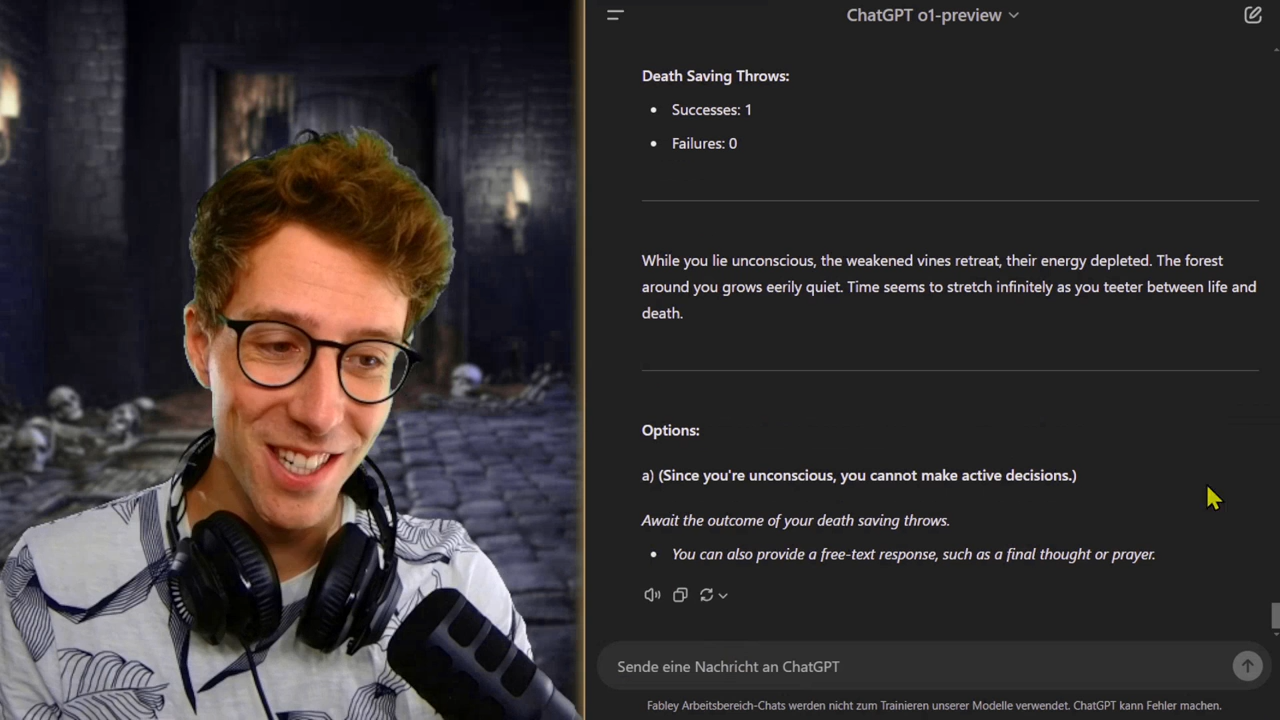 ChatGPT o1-preview
Death Saving Throws:
Successes: 1
Failures: 0
While you lie unconscious, the weakened vines retreat, their energy depleted. The forest
around you grows eerily quiet. Time seems to stretch infinitely as you teeter between life and
death.
Options:
a) (Since you're unconscious, you cannot make active decisions.)
Await the outcome of your death saving throws.
You can also provide a free-text response, such as a final thought or prayer.
Sende eine Nachricht an ChatGPT
Fabley Arbeitsbereich-Chats werden nicht zum Trainieren unserer Modelle verwendet. ChatGPT kann Fehler machen.